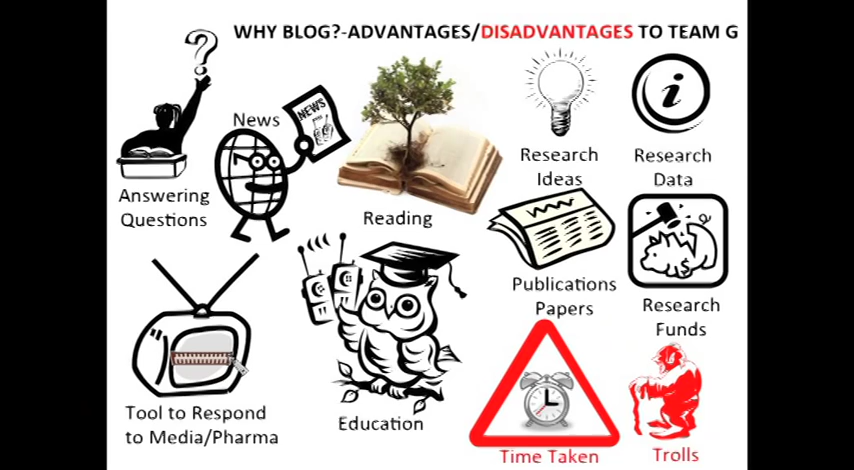 WHY BLOG?-ADVANTAGES/DISADVANTAGES TO TEAM G
?
News
NEWS
Answering
Questions
Reading
Research
Ideas
i
Research
Data
Publications
Papers
Research
Funds
Tool to Respond
to Media/Pharma
Education
Time Taken
Trolls